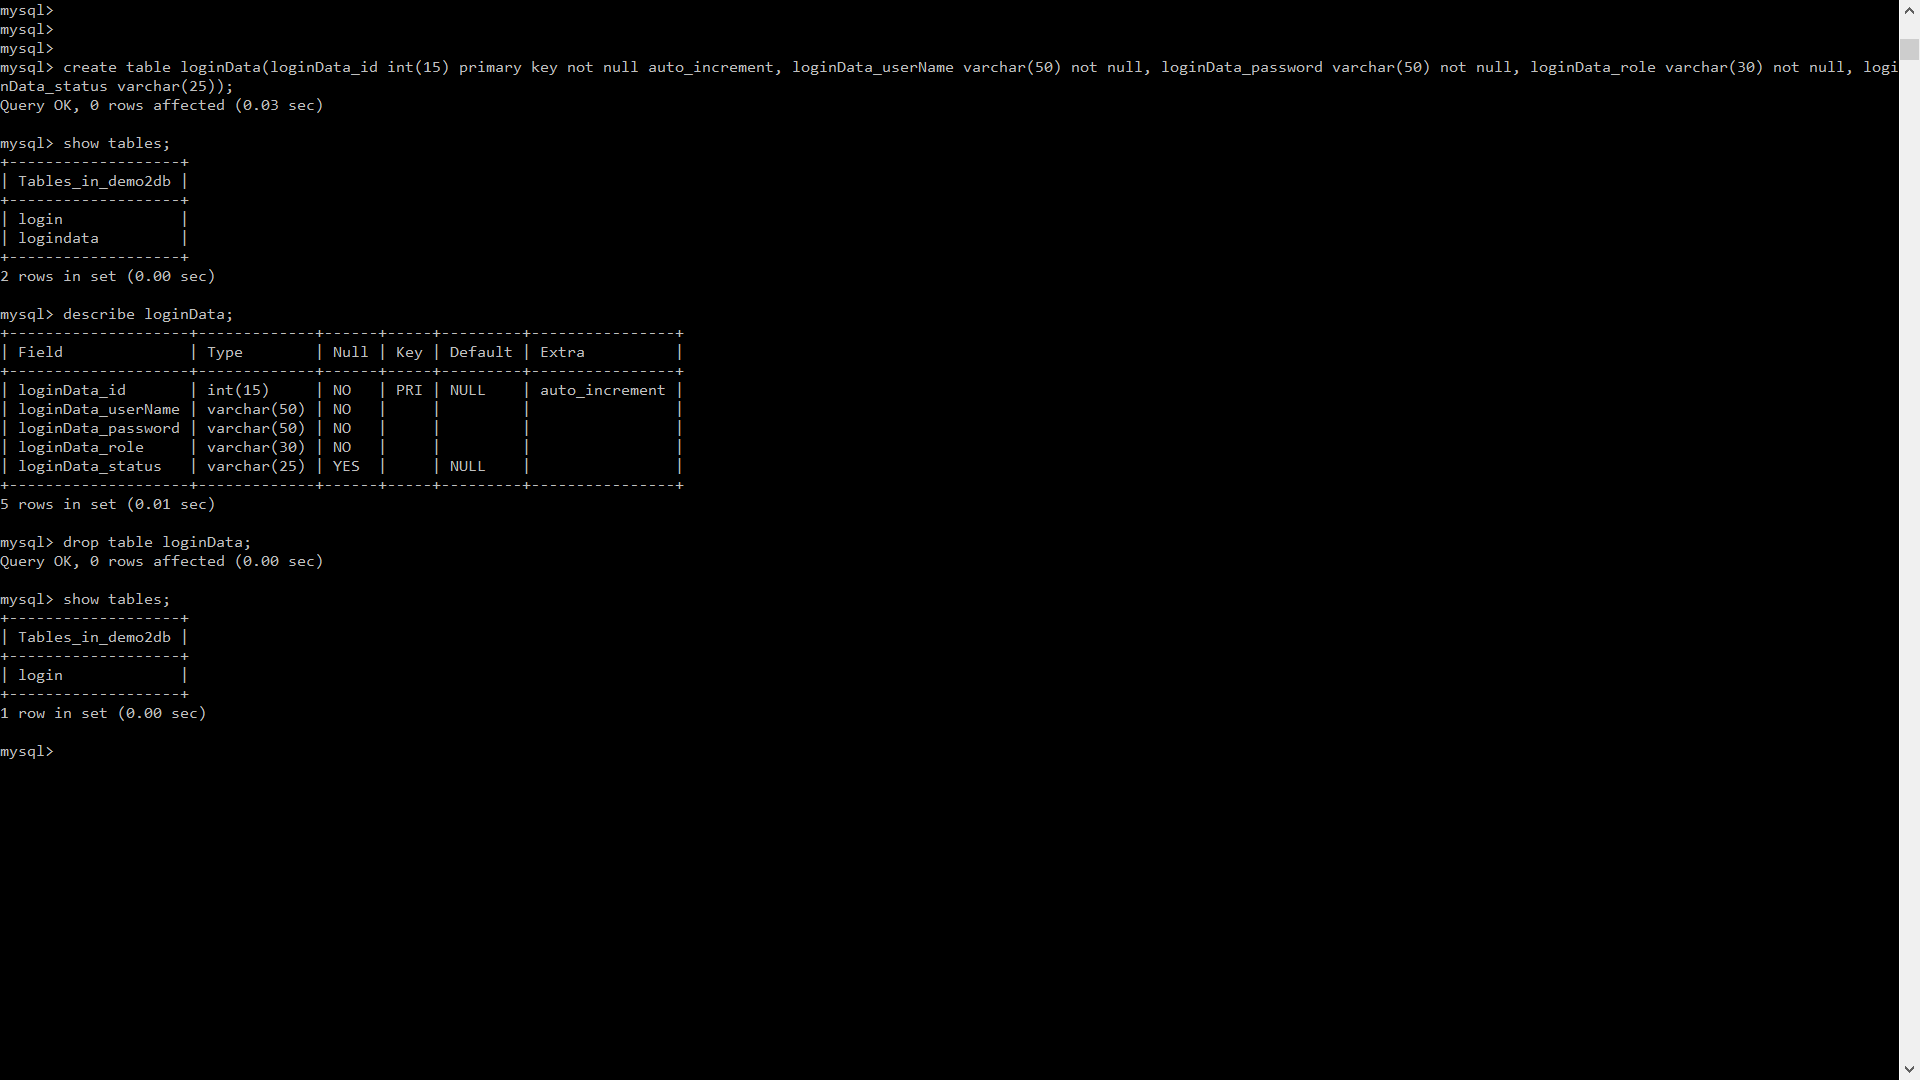 mysql>
mysql>
mysql>
mysql> create table loginData(loginData_id int(15) primary key not null auto_increment, loginData_userName varchar(50) not null, loginData_password varchar(50) not null, loginData_role varchar(30) not null, logi
nData_status varchar(25));
Query OK, 0 rows affected (0.03 sec)

mysql> show tables;
+-------------------+
| Tables_in_demo2db |
+-------------------+
| login             |
| logindata         |
+-------------------+
2 rows in set (0.00 sec)

mysql> describe loginData;
+--------------------+-------------+------+-----+---------+----------------+
| Field              | Type        | Null | Key | Default | Extra          |
+--------------------+-------------+------+-----+---------+----------------+
| loginData_id       | int(15)     | NO   | PRI | NULL    | auto_increment |
| loginData_userName | varchar(50) | NO   |     |         |                |
| loginData_password | varchar(50) | NO   |     |         |                |
| loginData_role     | varchar(30) | NO   |     |         |                |
| loginData_status   | varchar(25) | YES  |     | NULL    |                |
+--------------------+-------------+------+-----+---------+----------------+
5 rows in set (0.01 sec)

mysql> drop table loginData;
Query OK, 0 rows affected (0.00 sec)

mysql> show tables;
+-------------------+
| Tables_in_demo2db |
+-------------------+
| login             |
+-------------------+
1 row in set (0.00 sec)

mysql>